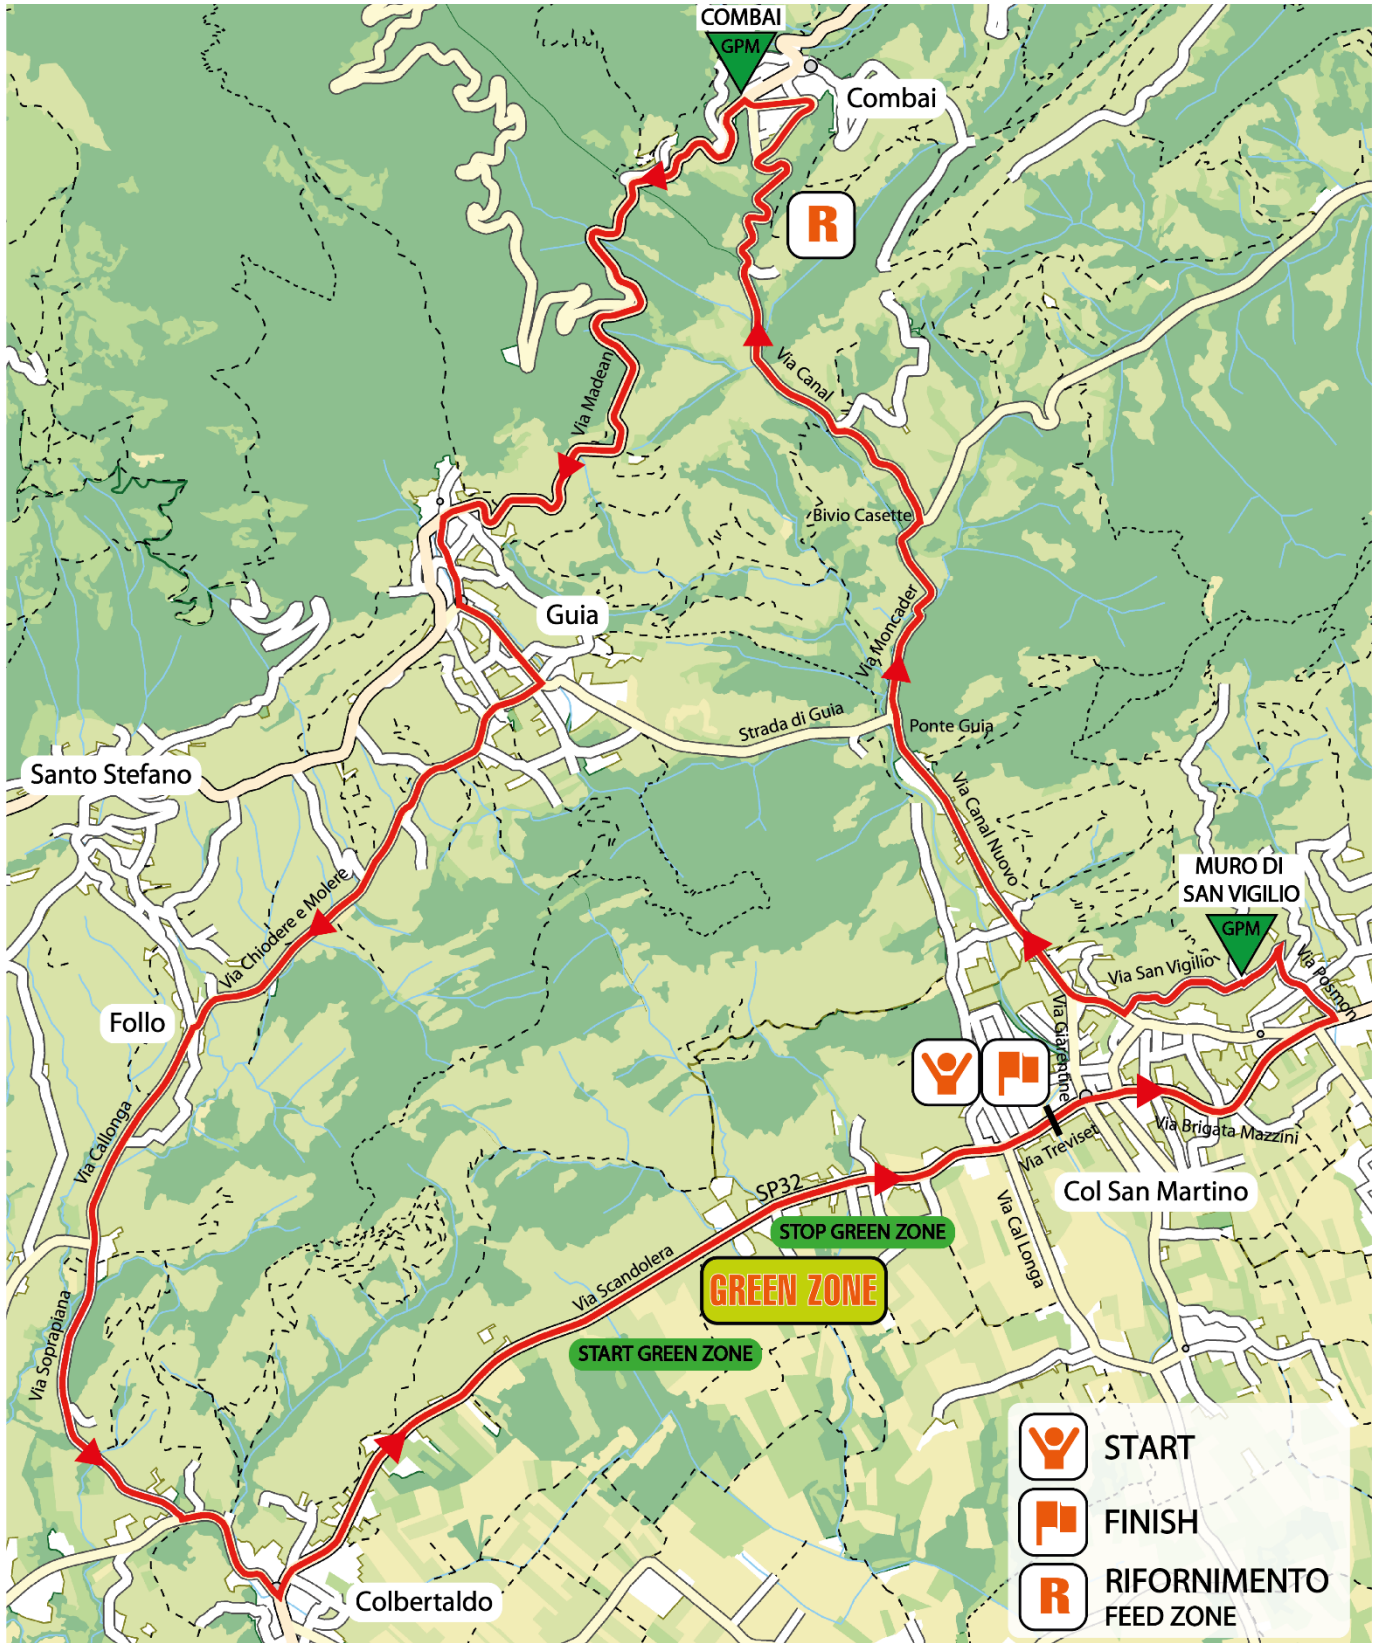 COMBAI
GPM
Combai
R
Via Canal
Via Madean
Bivio Casette
Via Moncader
Guia
Strada di Guia
Ponte Guia
Santo Stefano
Via Canal Nuovo
MURO DI
SAN VIGILIO
GPM
Via Chiodere e Molere
Via San Vigilio
Via Posmon
Follo
Via Giarentine
Via Callonga
Via Brigata Mazzini
Via Treviset
Col San Martino
SP32
STOP GREEN ZONE
Via Cal Longa
Via Scandolera
GREEN ZONE
Via Soprapiana
START GREEN ZONE
START
FINISH
R
RIFORNIMENTO
FEED ZONE
Colbertaldo